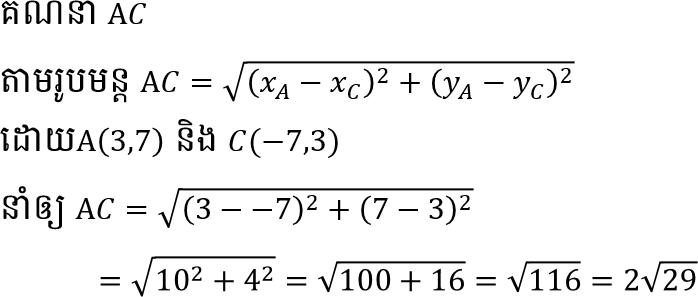 គណនា AC
តាមរូបមន្ត AC = √((x_A − x_C)² + (y_A − y_C)²)
ដោយA(3,7) និង C(−7,3)
នាំឲ្យ AC = √((3 − −7)² + (7 − 3)²)
= √(10² + 4²) = √(100 + 16) = √116 = 2√29